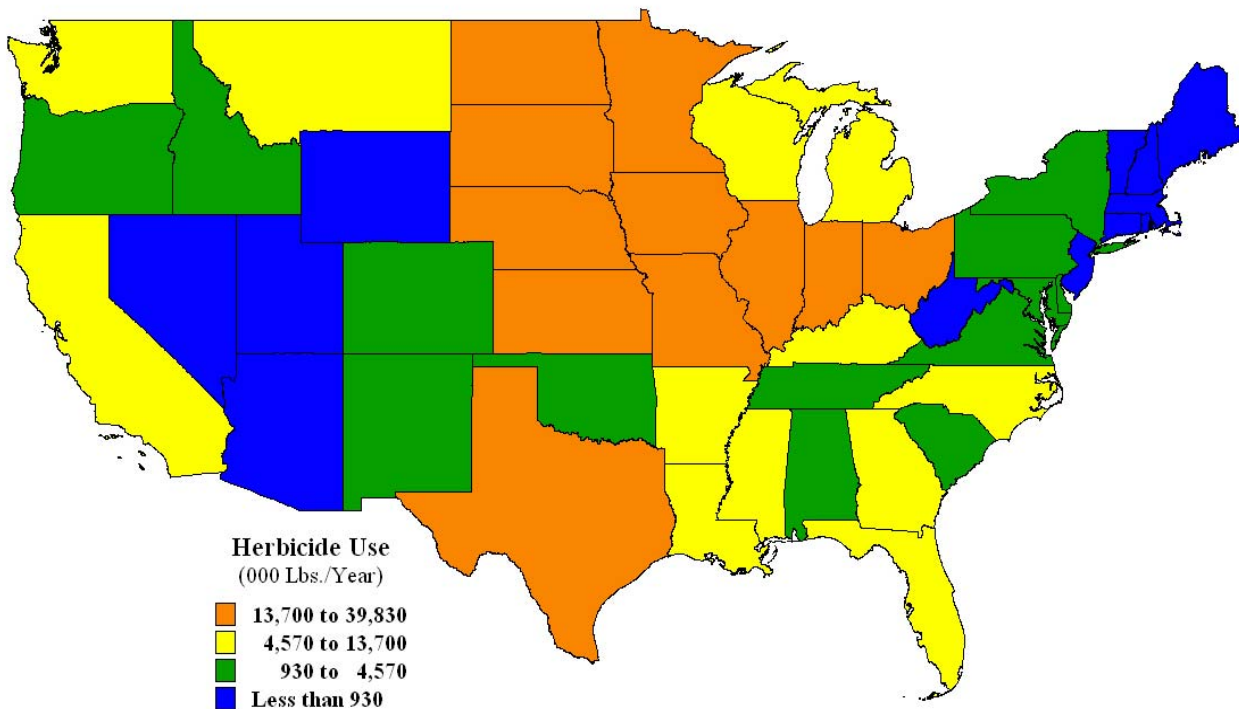 Herbicide Use
(000 Lbs./Year)
13,700 to 39,830
4,570 to 13,700
930 to 4,570
Less than 930